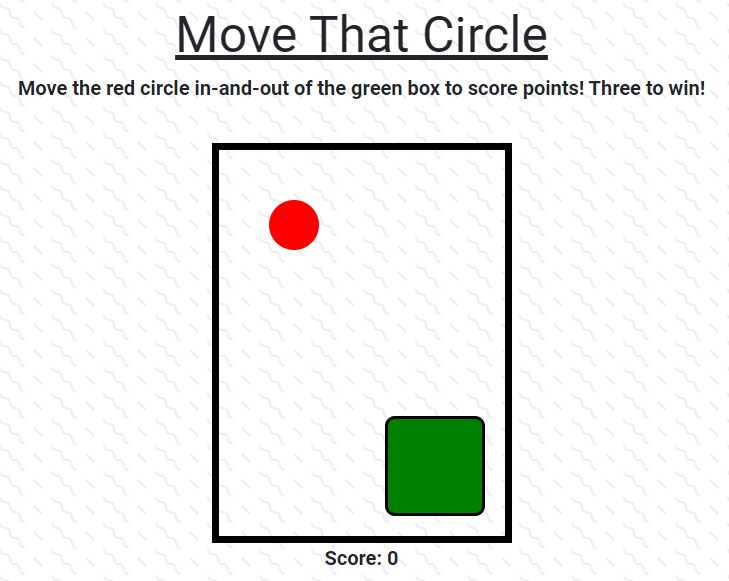 Move That Circle
Move the red circle in-and-out of the green box to score points! Three to win!
Score: 0